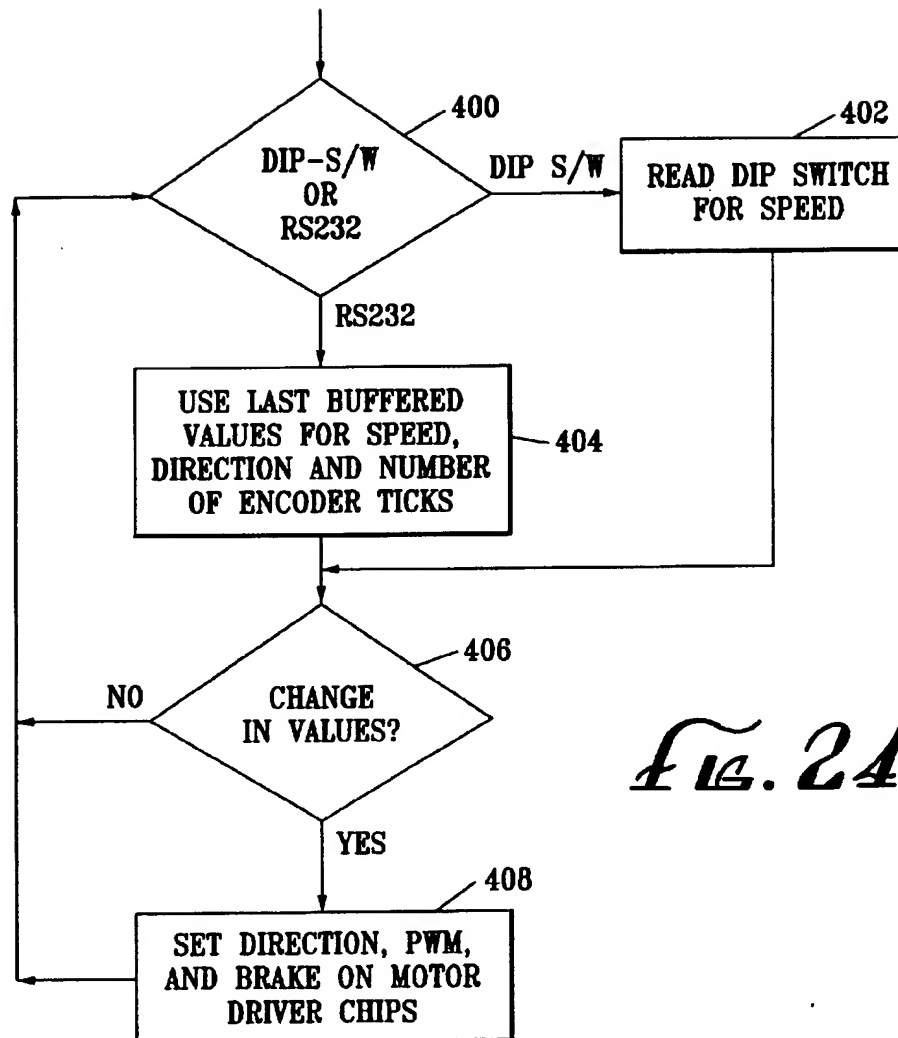 400
DIP-S/W
OR
RS232
DIP S/W
402
READ DIP SWITCH
FOR SPEED
RS232
USE LAST BUFFERED
VALUES FOR SPEED,
DIRECTION AND NUMBER
OF ENCODER TICKS
404
406
NO
CHANGE
IN VALUES?
FIG. 24
YES
408
SET DIRECTION, PWM,
AND BRAKE ON MOTOR
DRIVER CHIPS